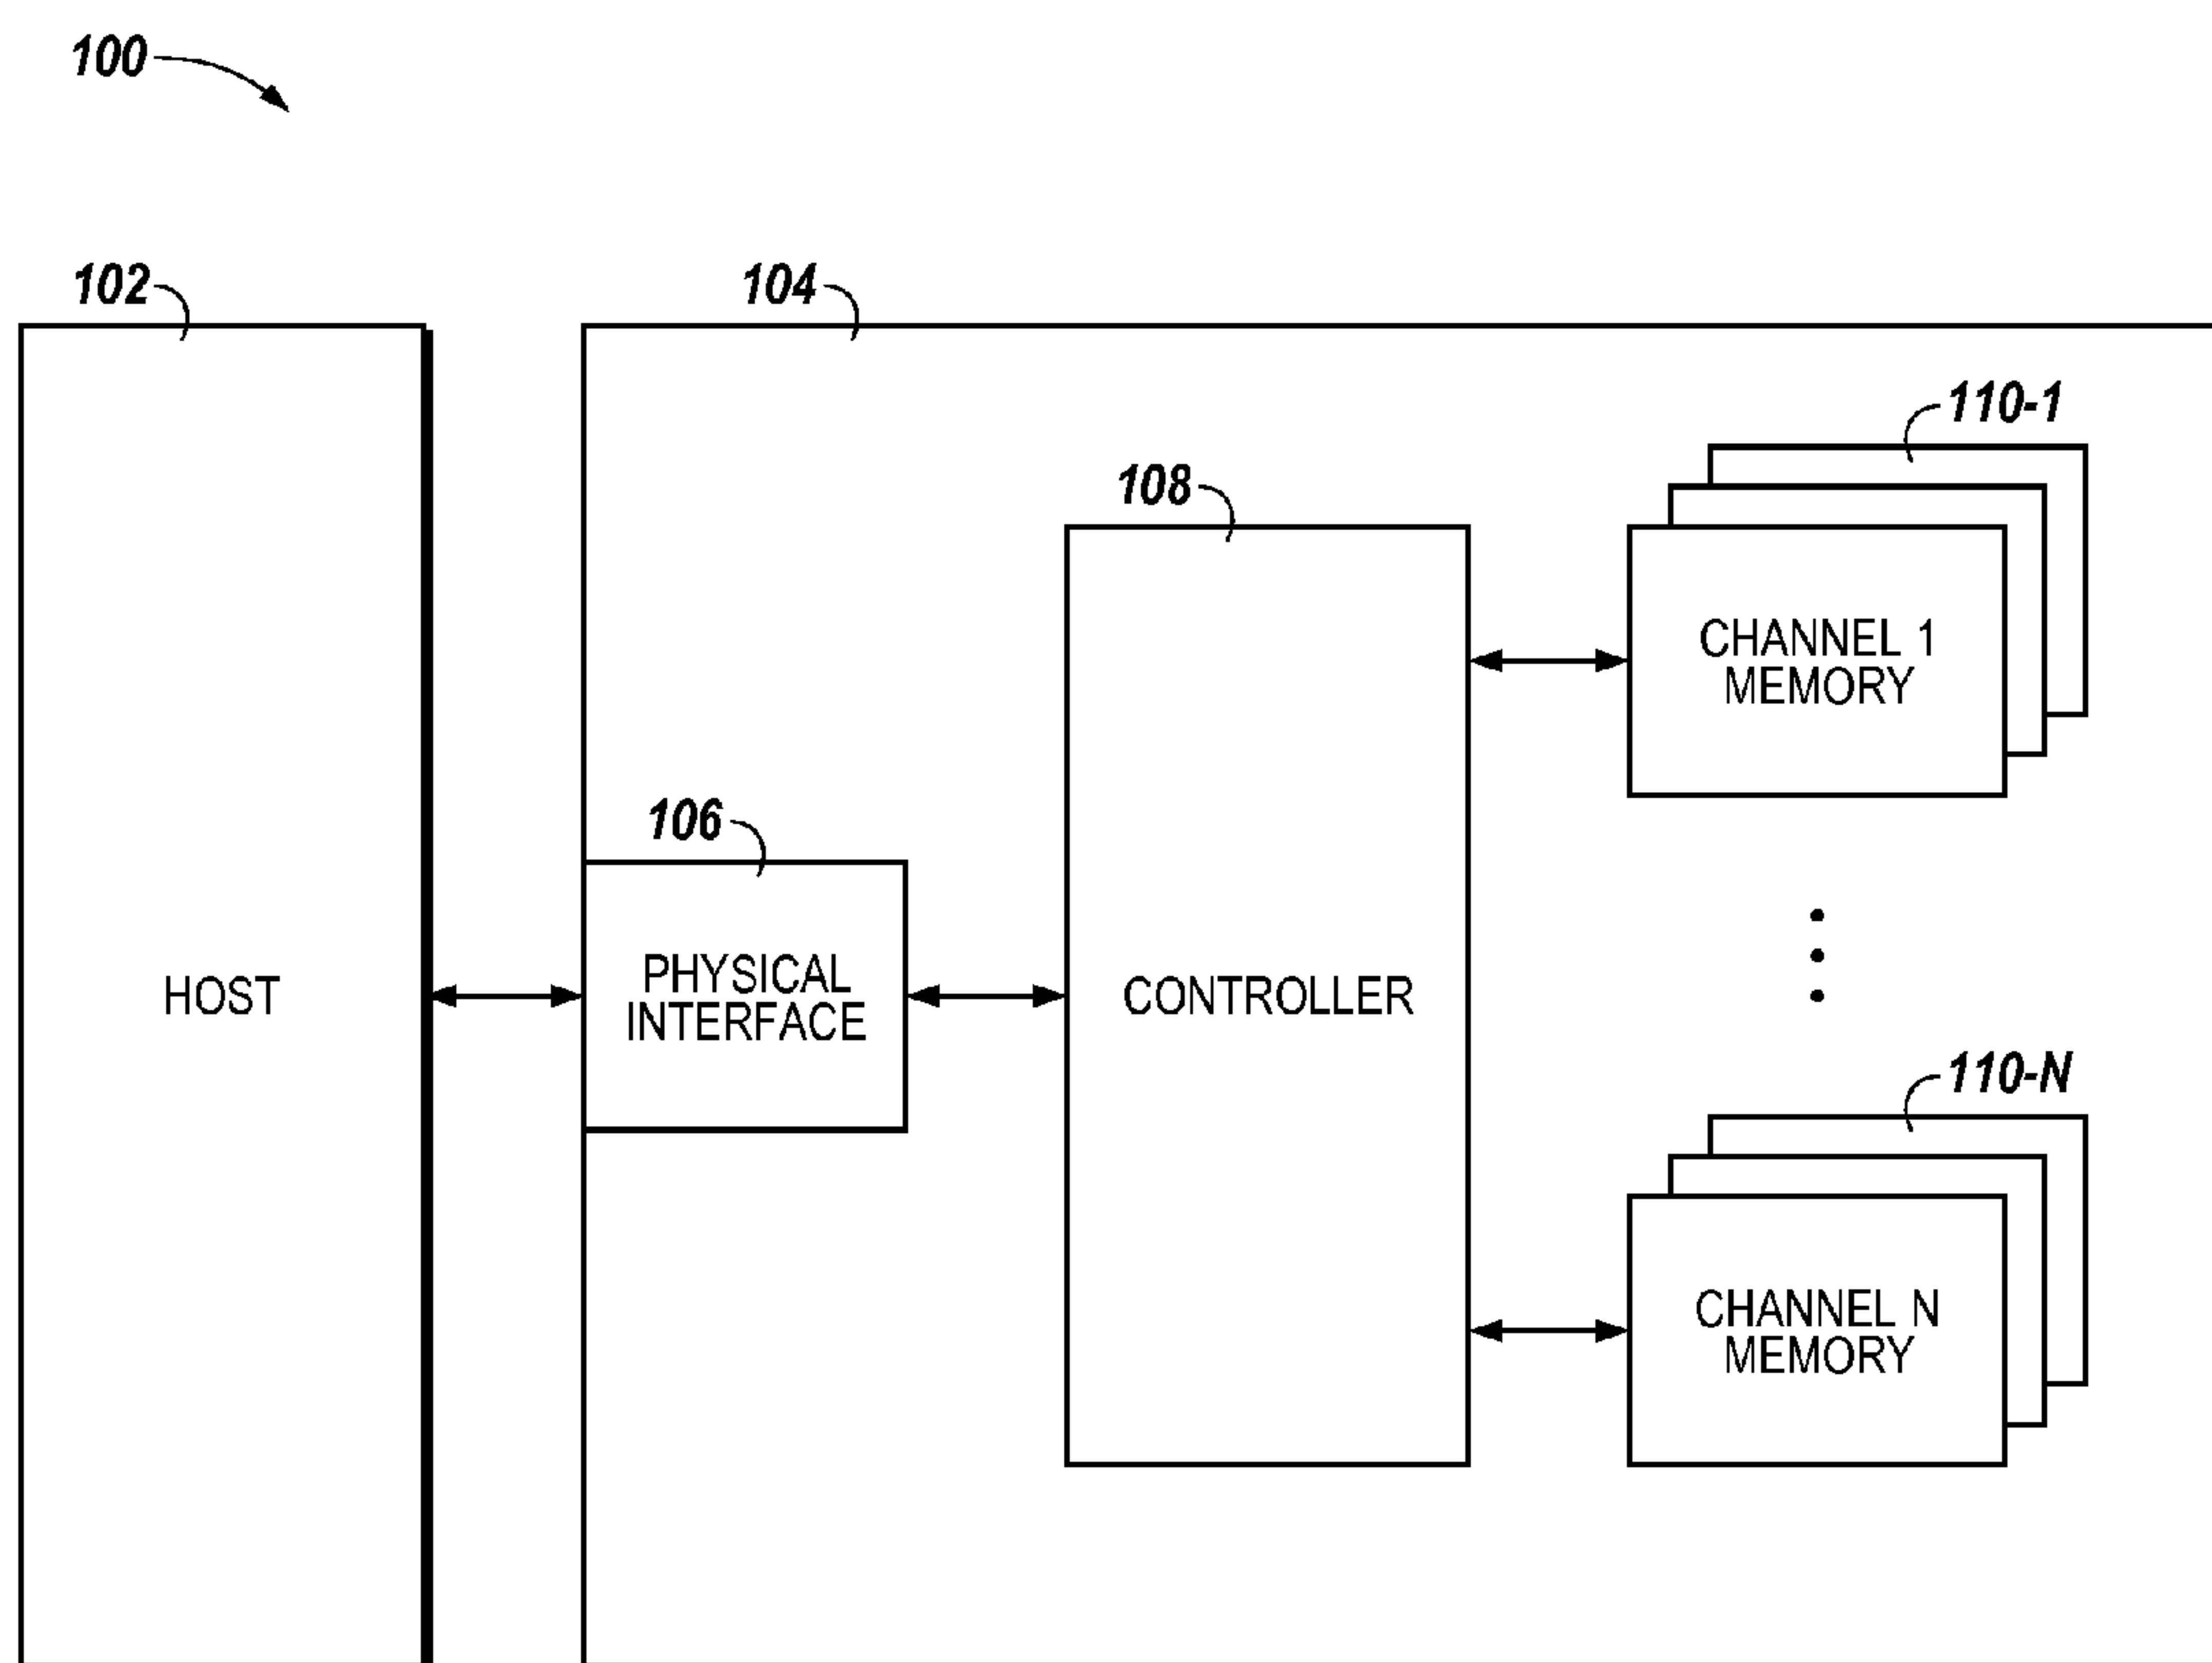 100
102
104
110-1
108
CHANNEL 1
MEMORY
106
PHYSICAL
INTERFACE
HOST
CONTROLLER
110-N
CHANNEL N
MEMORY